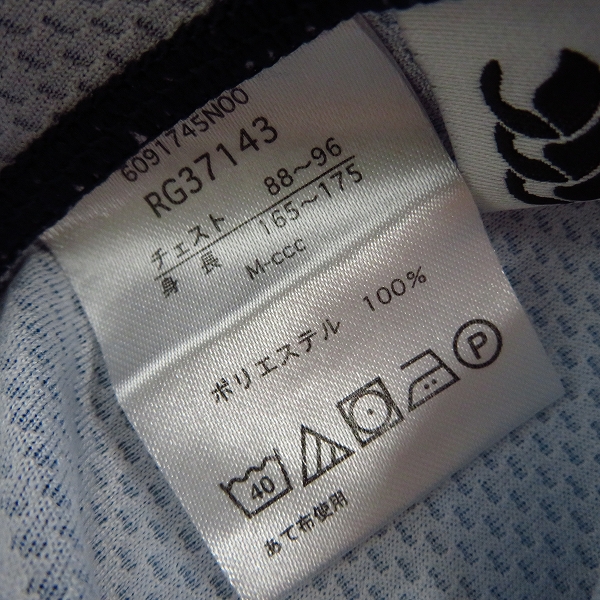 6091745N00
RG37143
チェスト 88～96
身長 165～175
M-ccc
ポリエステル 100%
40 P
あて布使用